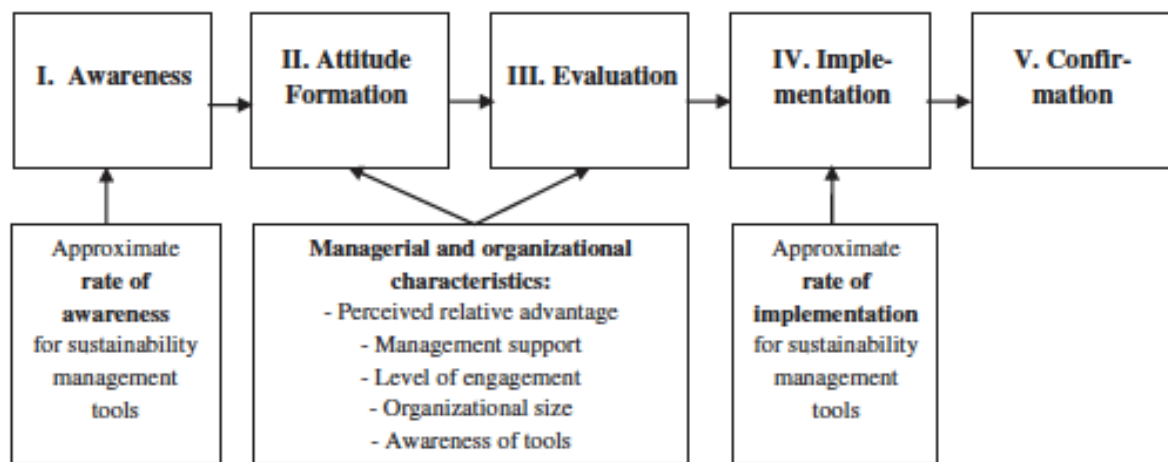 I. Awareness
II. Attitude
Formation
III. Evaluation
IV. Imple-
mentation
V. Confir-
mation
Approximate
rate of
awareness
for sustainability
management
tools
Managerial and organizational
characteristics:
- Perceived relative advantage
- Management support
- Level of engagement
- Organizational size
- Awareness of tools
Approximate
rate of
implementation
for sustainability
management
tools